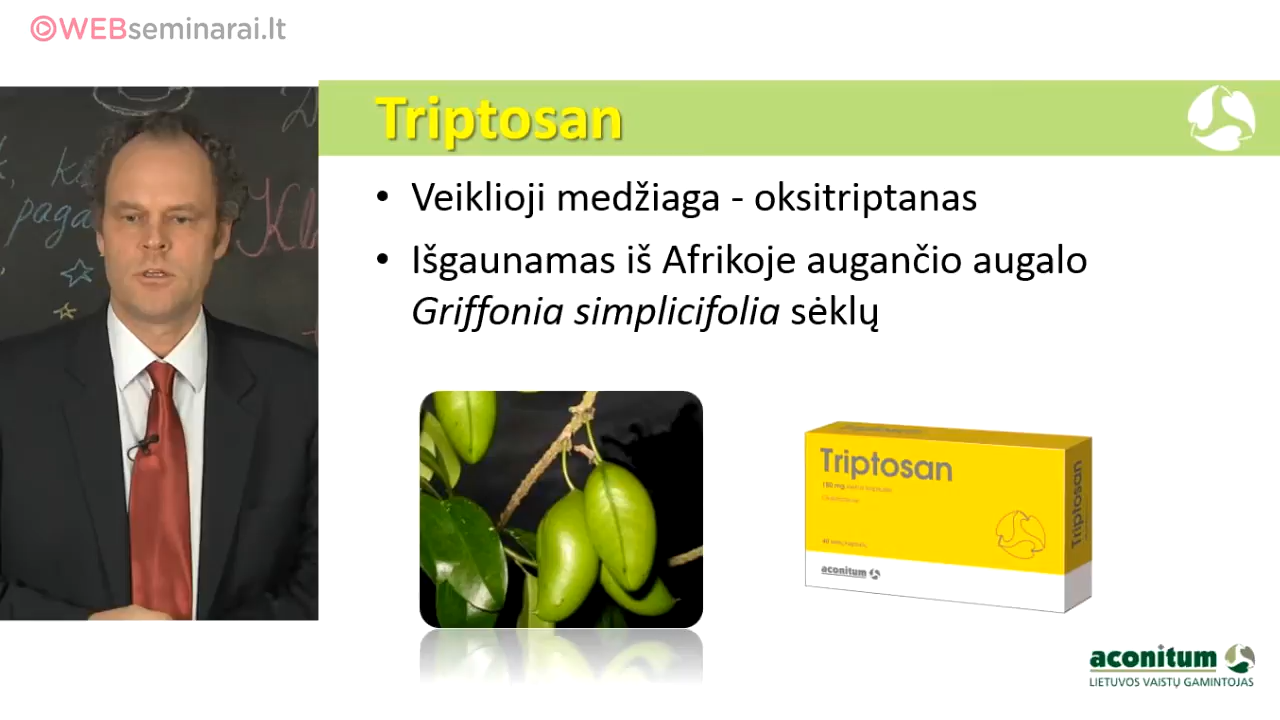 WEBseminarai.lt
Triptosan
• Veiklioji medžiaga - oksitriptanas
• Išgaunamas iš Afrikoje augančio augalo
Griffonia simplicifolia sėklų
Triptosan
Triptosan
aconitum
aconitum
LIETUVOS VAISTŲ GAMINTOJAS